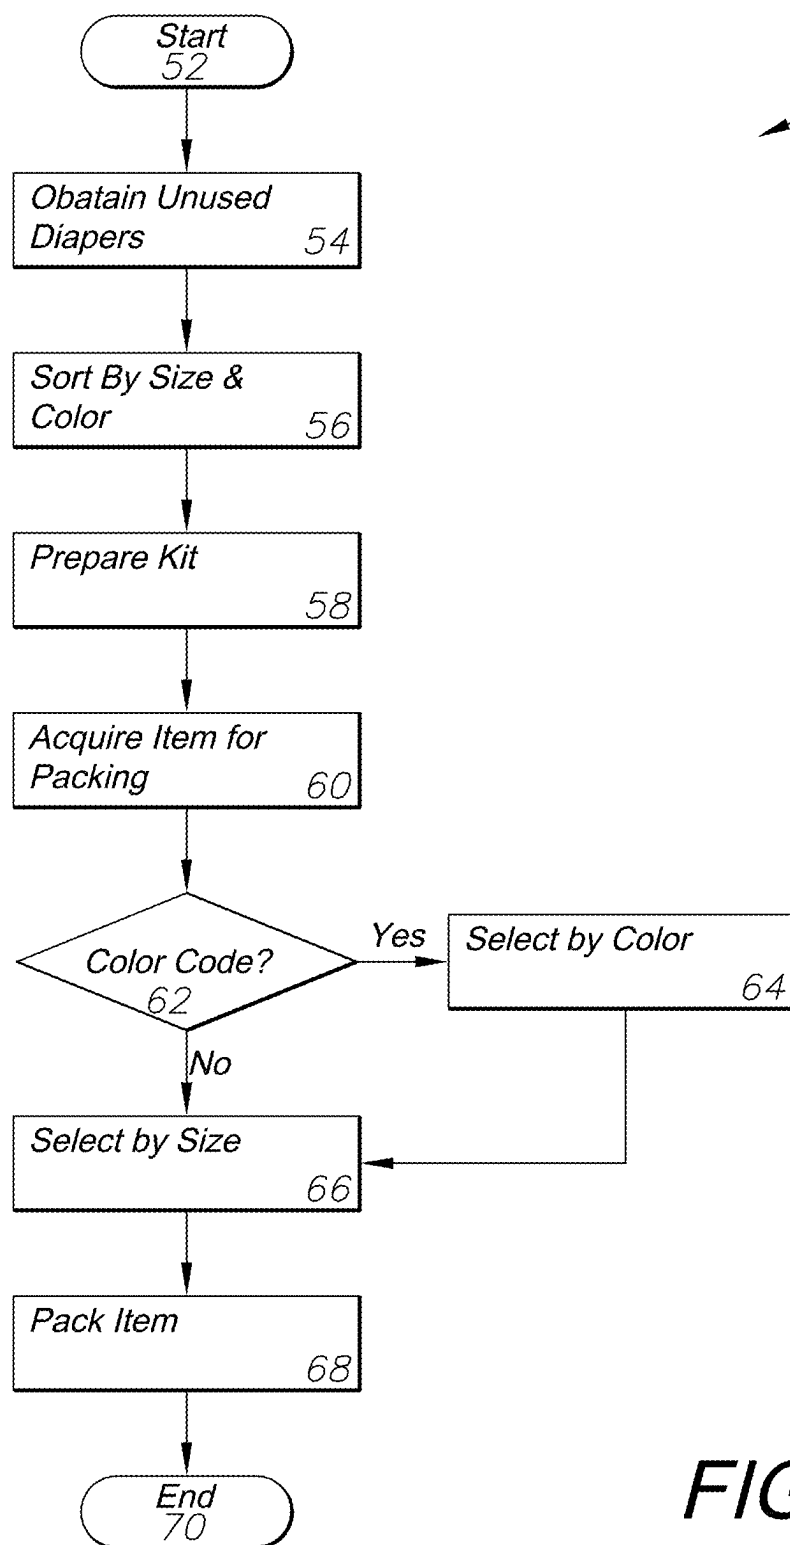 Start
52
Obatain Unused
Diapers
54
Sort By Size &
Color
56
Prepare Kit
58
Acquire Item for
Packing
60
Color Code?
62
Yes
Select by Color
64
No
Select by Size
66
Pack Item
68
End
70
FIG